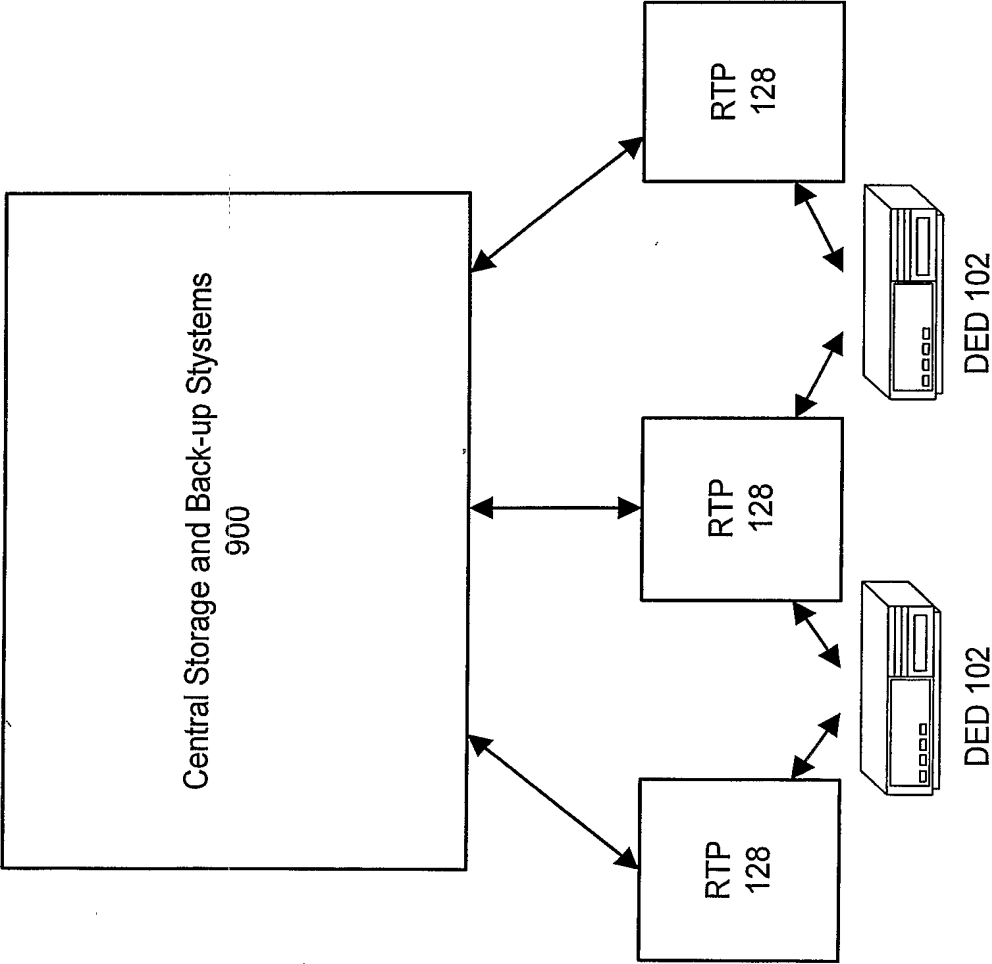 Central Storage and Back-up Stystems
900
RTP
128
RTP
128
RTP
128
DED 102
DED 102